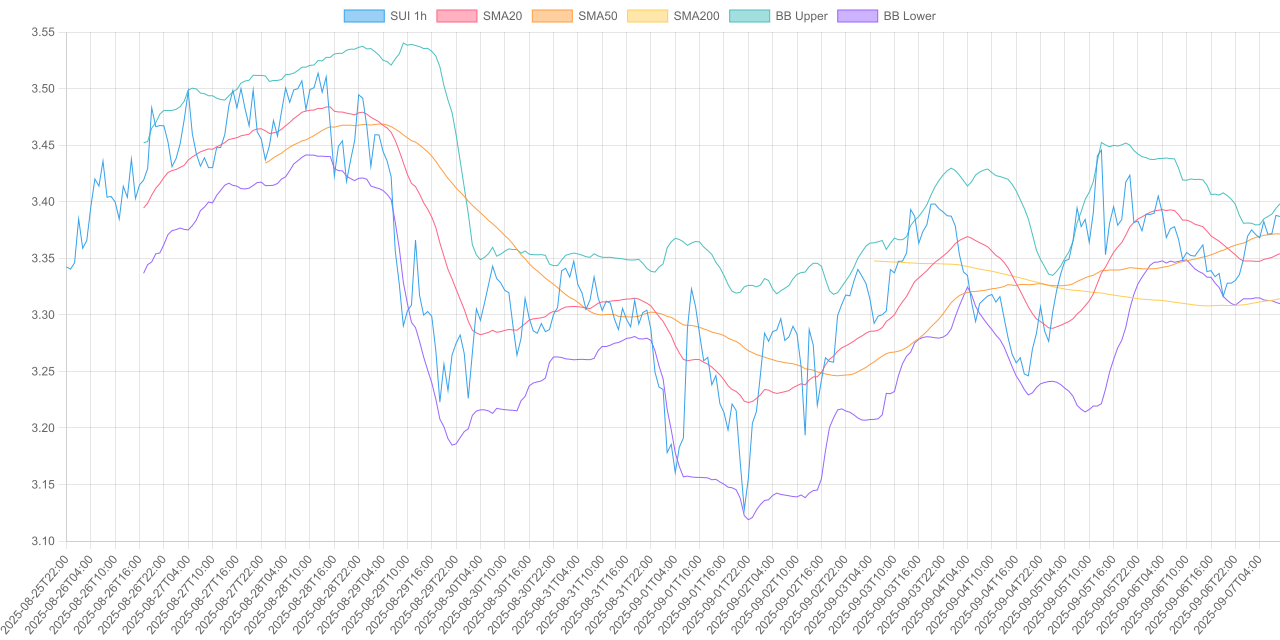 SUI 1h SMA20 SMA50 SMA200 BB Upper BB Lower
3.55
3.50
3.45
3.40
3.35
3.30
3.25
3.20
3.15
3.10
2025-08-25T22:00
2025-08-26T04:00
2025-08-26T10:00
2025-08-26T16:00
2025-08-26T22:00
2025-08-27T04:00
2025-08-27T10:00
2025-08-27T16:00
2025-08-27T22:00
2025-08-28T04:00
2025-08-28T10:00
2025-08-28T16:00
2025-08-28T22:00
2025-08-29T04:00
2025-08-29T10:00
2025-08-29T16:00
2025-08-29T22:00
2025-08-30T04:00
2025-08-30T10:00
2025-08-30T16:00
2025-08-30T22:00
2025-08-31T04:00
2025-08-31T10:00
2025-08-31T16:00
2025-08-31T22:00
2025-09-01T04:00
2025-09-01T10:00
2025-09-01T16:00
2025-09-01T22:00
2025-09-02T04:00
2025-09-02T10:00
2025-09-02T16:00
2025-09-02T22:00
2025-09-03T04:00
2025-09-03T10:00
2025-09-03T16:00
2025-09-03T22:00
2025-09-04T04:00
2025-09-04T10:00
2025-09-04T16:00
2025-09-04T22:00
2025-09-05T04:00
2025-09-05T10:00
2025-09-05T16:00
2025-09-05T22:00
2025-09-06T04:00
2025-09-06T10:00
2025-09-06T16:00
2025-09-06T22:00
2025-09-07T04:00